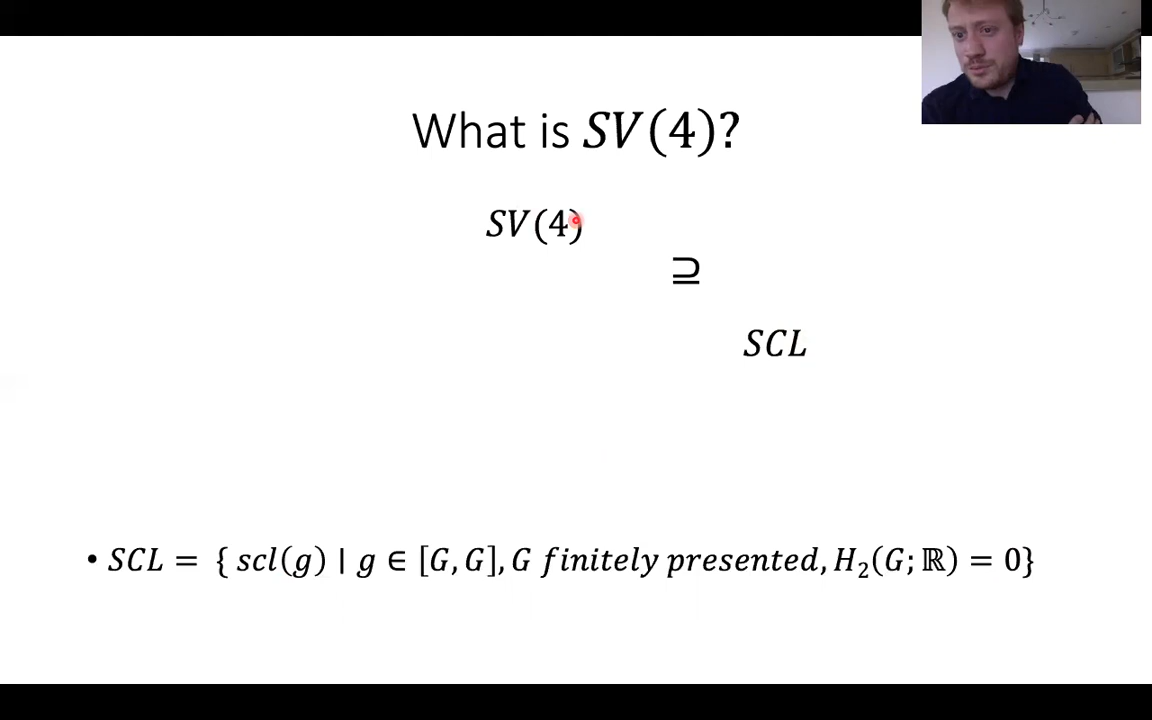 What is SV(4)?
SV(4)
⊇
SCL
• SCL = { scl(g) ∣ g ∈ [G, G], G finitely presented, H₂(G; ℝ) = 0}